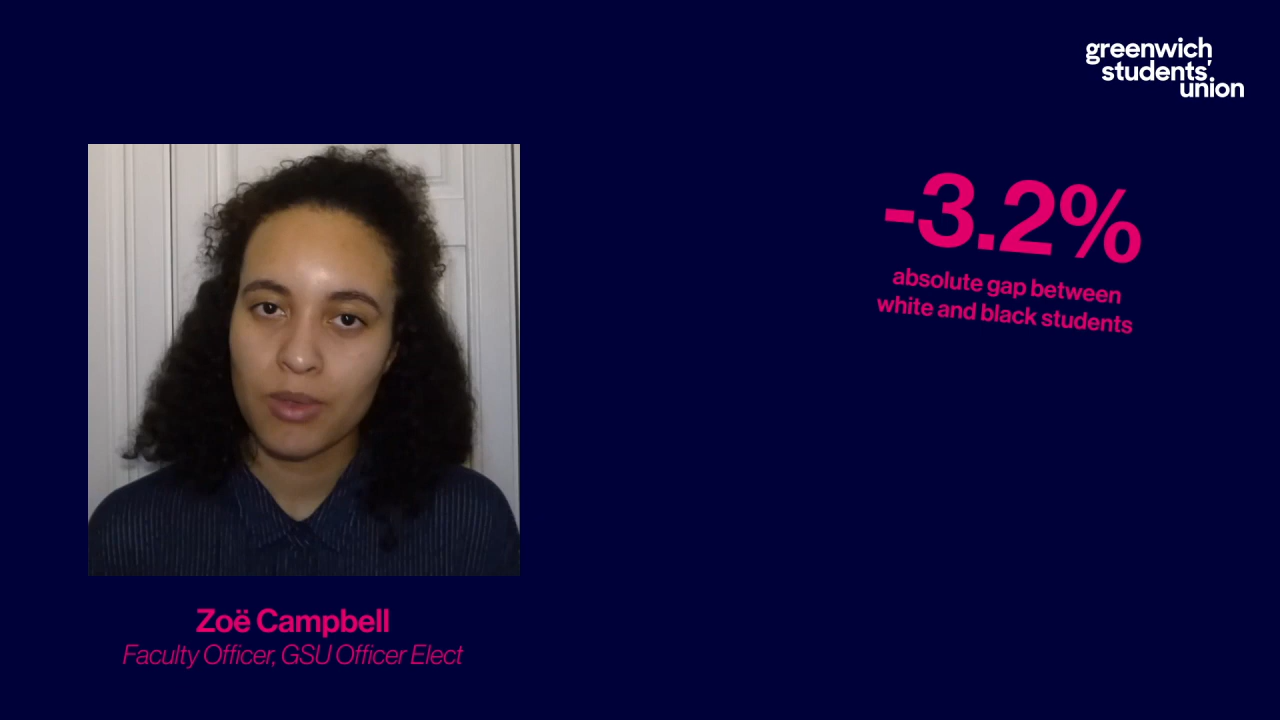 greenwich
students'
union
-3.2%
absolute gap between
white and black students
Zoë Campbell
Faculty Officer, GSU Officer Elect